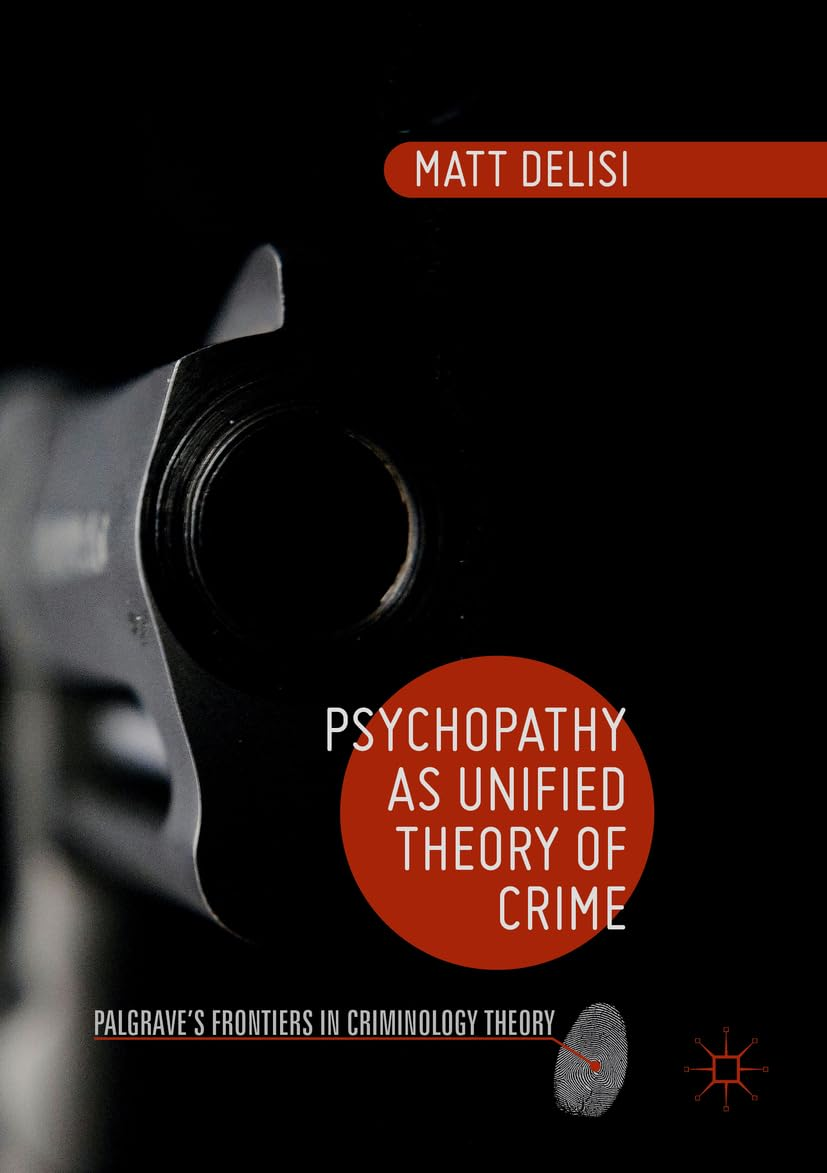 MATT DELISI
PSYCHOPATHY
AS UNIFIED
THEORY OF
CRIME
PALGRAVE'S FRONTIERS IN CRIMINOLOGY THEORY